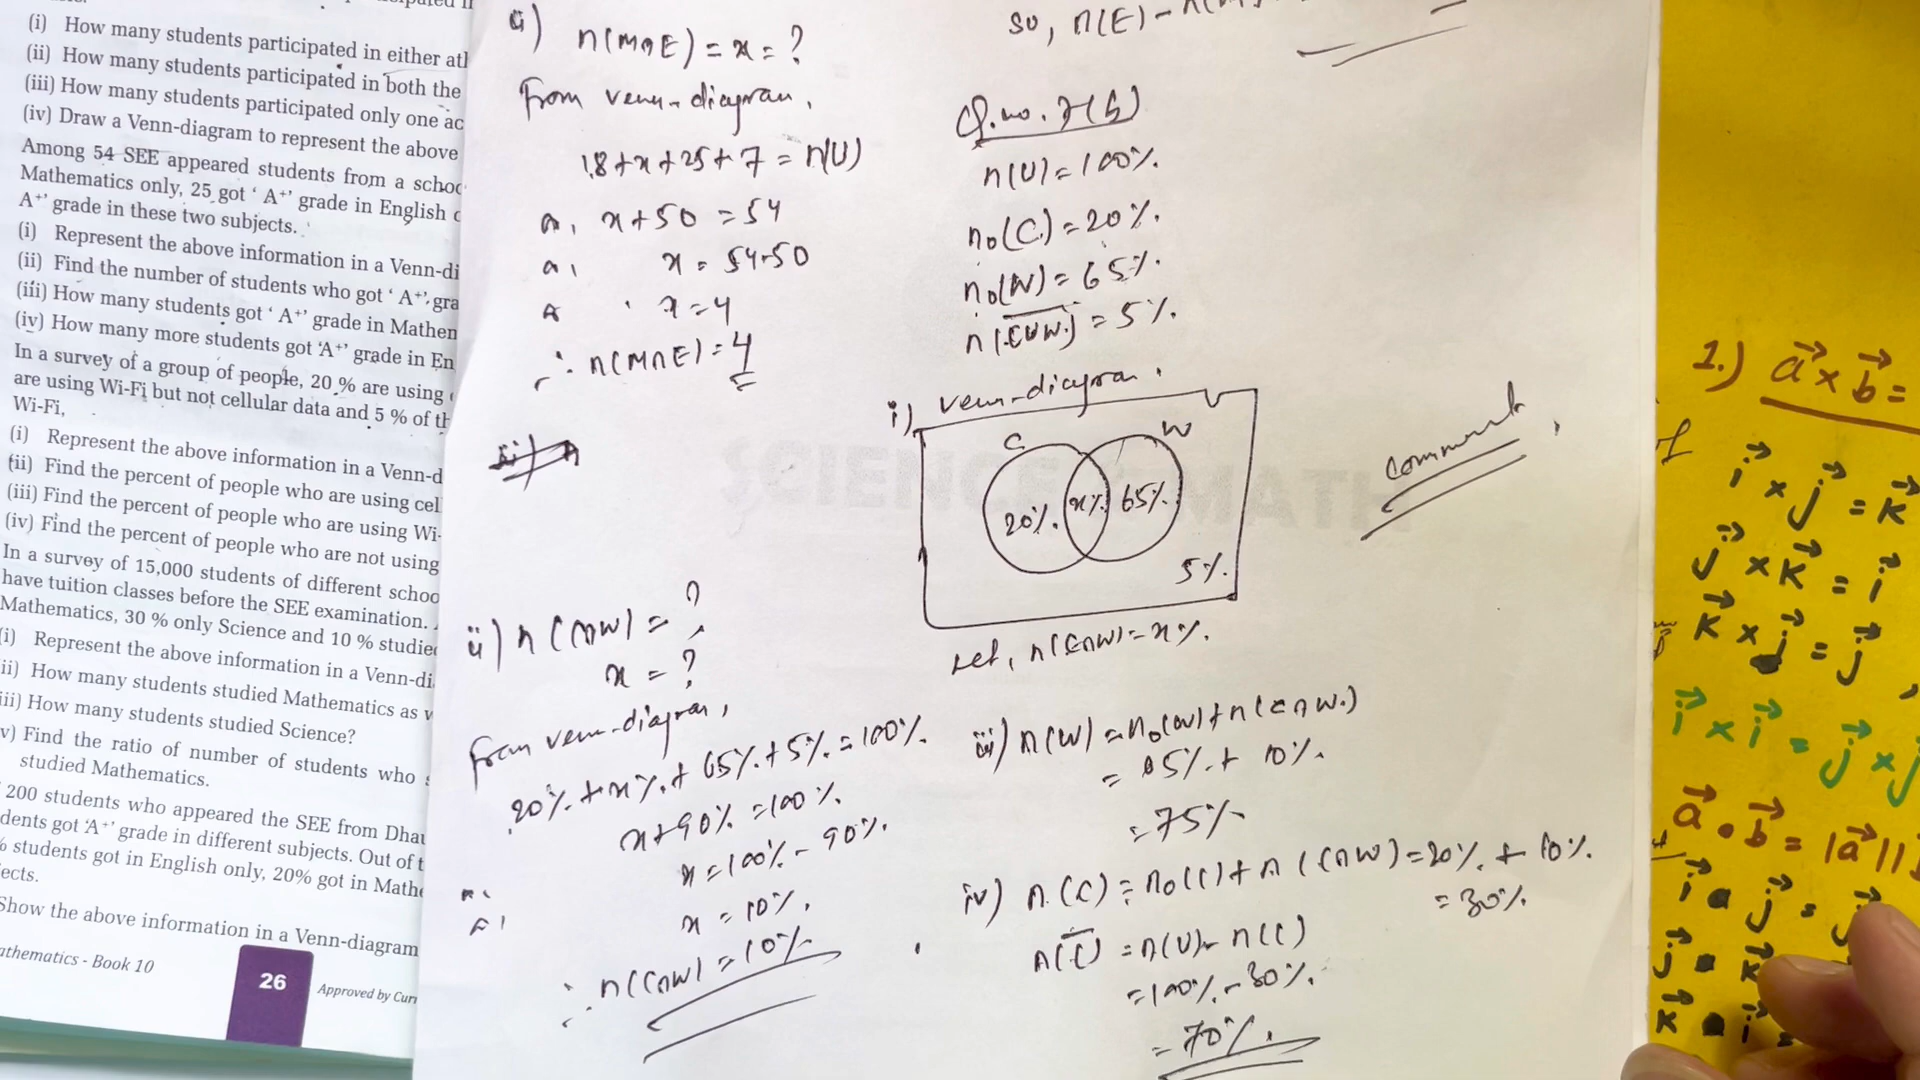 (i) How many students participated in either atl
(ii) How many students participated in both the
(iii) How many students participated only one ac
(iv) Draw a Venn-diagram to represent the above
Among 54 SEE appeared students from a schoo
Mathematics only, 25 got ' A⁺' grade in English
A⁺' grade in these two subjects.
(i) Represent the above information in a Venn-di
(ii) Find the number of students who got ' A⁺' gra
(iii) How many students got ' A⁺' grade in Mathen
(iv) How many more students got 'A⁺' grade in En
In a survey of a group of people, 20 % are using
are using Wi-Fi but not cellular data and 5 % of th
Wi-Fi,
(i) Represent the above information in a Venn-d
(ii) Find the percent of people who are using cel
(iii) Find the percent of people who are using Wi-
(iv) Find the percent of people who are not using
In a survey of 15,000 students of different schoo
have tuition classes before the SEE examination.
Mathematics, 30 % only Science and 10 % studie
(i) Represent the above information in a Venn-di
ii) How many students studied Mathematics as w
iii) How many students studied Science?
v) Find the ratio of number of students who
studied Mathematics.
200 students who appeared the SEE from Dhau
dents got 'A⁺' grade in different subjects. Out of t
students got in English only, 20% got in Mathe
ects.
Show the above information in a Venn-diagram
athematics - Book 10
26
Approved by Curr
ii) n(M∩E) = x = ?
from venn-diagram,
18+x+25+7 = n(U)
x+50 = 54
x = 54-50
x = 4
∴ n(M∩E) = 4
ii) n(C∩W) = ?
x = ?
from venn-diagram,
20%+x%+65%+5% = 100%
x+90% = 100%
x = 100% - 90%
x = 10%
∴ n(C∩W) = 10%
so, n(E) -
Q.no. 7(b)
n(U) = 100%
n₀(C) = 20%
n₀(W) = 65%
n(C̅U̅W̅) = 5%
i) venn-diagram,
C W
20% x% 65%
5%
Let, n(C∩W) = x%.
iii) n(W) = n₀(W) + n(C∩W)
= 65% + 10%
= 75%
iv) n(C) = n₀(C) + n(C∩W) = 20% + 10%
= 30%
n(C̅) = n(U) - n(C)
= 100% - 30%
= 70%
comment
SCIENCE MATH
1.) a⃗ x b⃗ =
of
i⃗ x j⃗ = k⃗
j⃗ x k⃗ = i⃗
k⃗ x j⃗ = j⃗,
i⃗ x i⃗ = j⃗ x j
a⃗ . b⃗ = |a⃗||
i . j =
j . k
k . i